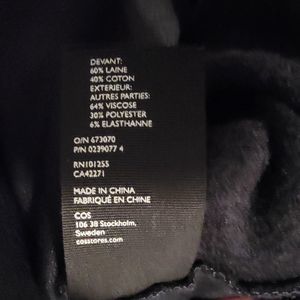 DEVANT:
60% LAINE
40% COTON
EXTERIEUR:
AUTRES PARTIES:
64% VISCOSE
30% POLYESTER
6% ELASTHANNE
O/N 673070
P/N 0239077 4
RN101255
CA42271
MADE IN CHINA
FABRIQUÉ EN CHINE
COS
106 38 Stockholm,
Sweden
cosstores.com